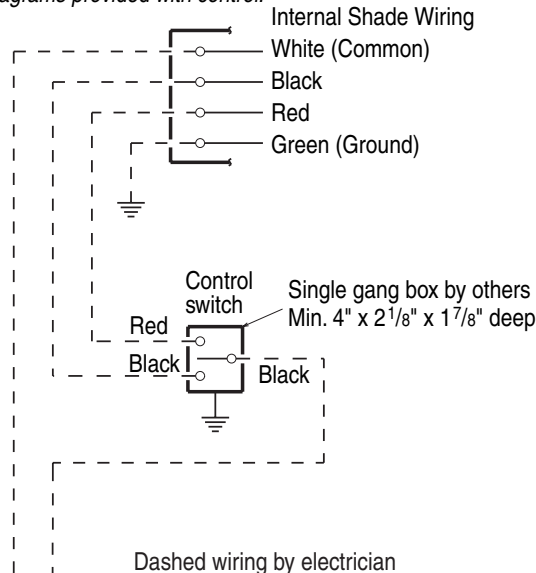 agrams provided with control.
Internal Shade Wiring
White (Common)
Black
Red
Green (Ground)
Control
switch
Single gang box by others
Min. 4" x 2 1/8" x 1 7/8" deep
Red
Black
Black
Dashed wiring by electrician